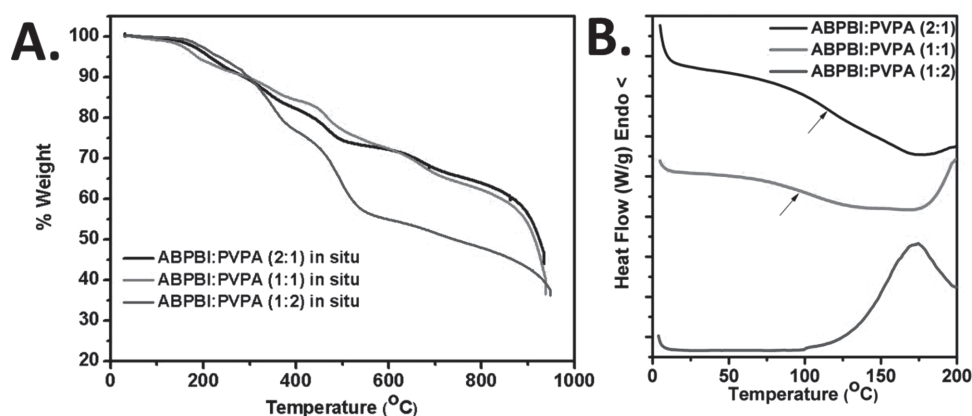 A.
100
90
80
70
60
50
40
30
20
% Weight
ABPBI:PVPA (2:1) in situ
ABPBI:PVPA (1:1) in situ
ABPBI:PVPA (1:2) in situ
0 200 400 600 800 1000
Temperature (°C)
B.
ABPBI:PVPA (2:1)
ABPBI:PVPA (1:1)
ABPBI:PVPA (1:2)
Heat Flow (W/g) Endo <
0 50 100 150 200
Temperature (°C)